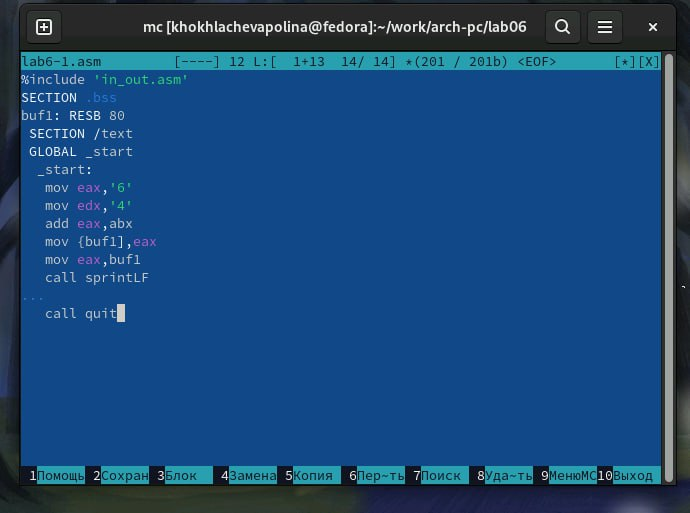 mc [khokhlachevapolina@fedora]:~/work/arch-pc/lab06
lab6-1.asm [----] 12 L:[ 1+13 14/ 14] *(201 / 201b) <EOF> [*][X]
%include 'in_out.asm'
SECTION .bss
buf1: RESB 80
SECTION /text
GLOBAL _start
_start:
mov eax,'6'
mov edx,'4'
add eax,abx
mov {buf1],eax
mov eax,buf1
call sprintLF
...
call quit
1Помощь 2Сохран 3Блок 4Замена 5Копия 6Пер~ть 7Поиск 8Уда~ть 9МенюMC 10Выход